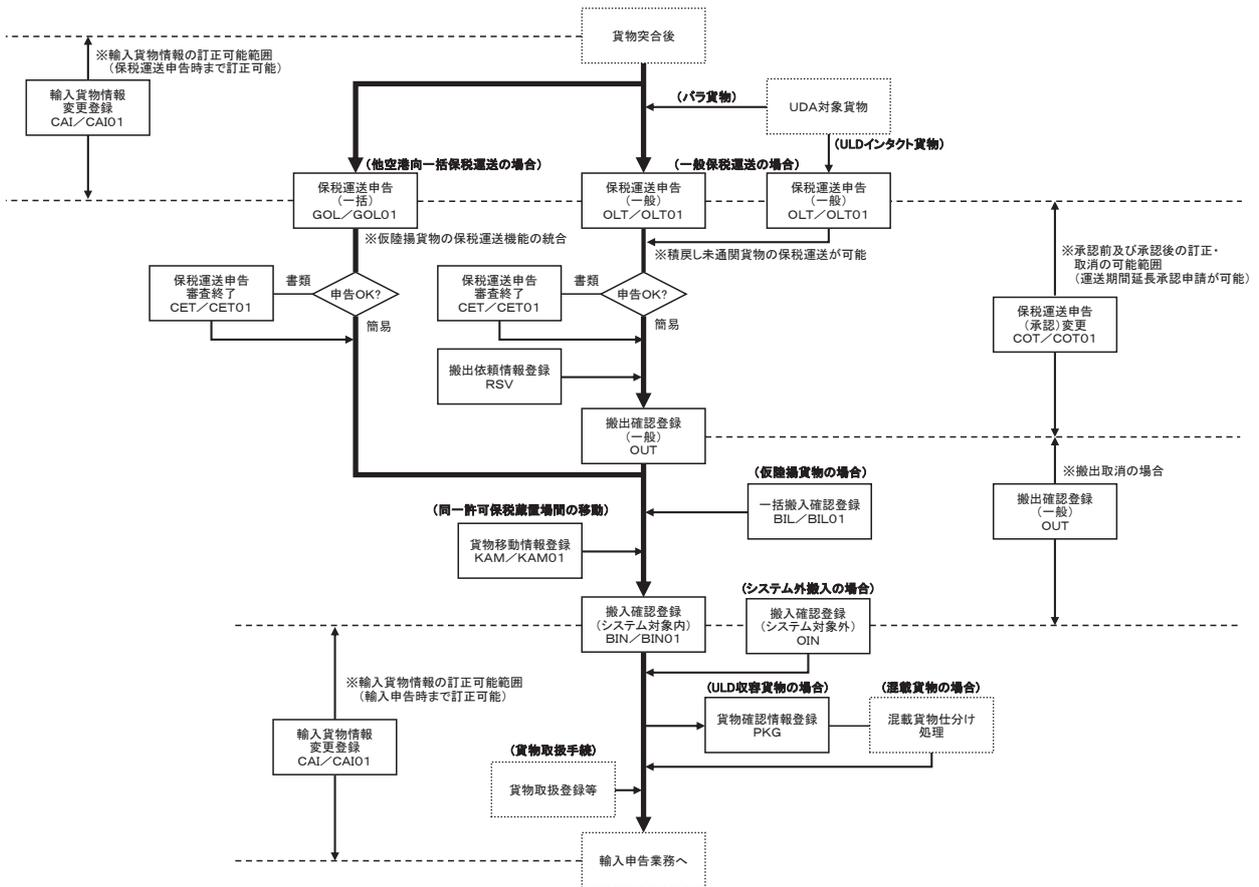 貨物突合後
※輸入貨物情報の訂正可能範囲
(保税運送申告時まで訂正可能)
輸入貨物情報
変更登録
CAI／CAI01
(バラ貨物)
UDA対象貨物
(ULDインタクト貨物)
(他空港向一括保税運送の場合)
(一般保税運送の場合)
保税運送申告
(一括)
GOL／GOL01
保税運送申告
(一般)
OLT／OLT01
保税運送申告
(一般)
OLT／OLT01
※仮陸揚貨物の保税運送機能の統合
※積戻し未通関貨物の保税運送が可能
※承認前及び承認後の訂正・
取消の可能範囲
(運送期間延長承認申請が可能)
保税運送申告
審査終了
CET／CET01
書類
申告OK?
簡易
保税運送申告
審査終了
CET／CET01
書類
申告OK?
簡易
保税運送申告
(承認)変更
COT／COT01
搬出依頼情報登録
RSV
搬出確認登録
(一般)
OUT
(仮陸揚貨物の場合)
一括搬入確認登録
BIL／BIL01
※搬出取消の場合
搬出確認登録
(一般)
OUT
(同一許可保税蔵置場間の移動)
貨物移動情報登録
KAM／KAM01
(システム外搬入の場合)
搬入確認登録
(システム対象内)
BIN／BIN01
搬入確認登録
(システム対象外)
OIN
※輸入貨物情報の訂正可能範囲
(輸入申告時まで訂正可能)
輸入貨物情報
変更登録
CAI／CAI01
(ULD収容貨物の場合)
(混載貨物の場合)
貨物確認情報登録
PKG
混載貨物仕分け
処理
(貨物取扱手続)
貨物取扱登録等
輸入申告業務へ